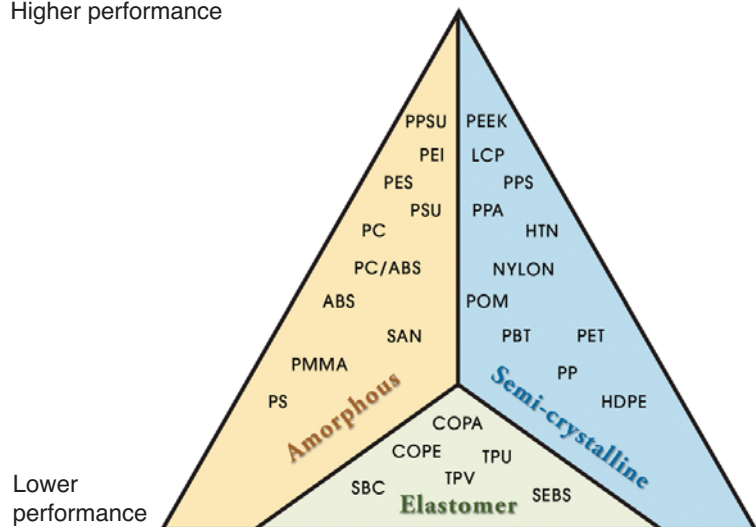 Higher performance
PPSU PEEK
PEI LCP
PES PPS
PSU PPA
PC HTN
PC/ABS NYLON
ABS POM
SAN PBT PET
PMMA PP
PS HDPE
Amorphous Semi-crystalline
COPA
COPE TPU
TPV
SBC SEBS
Elastomer
Lower
performance